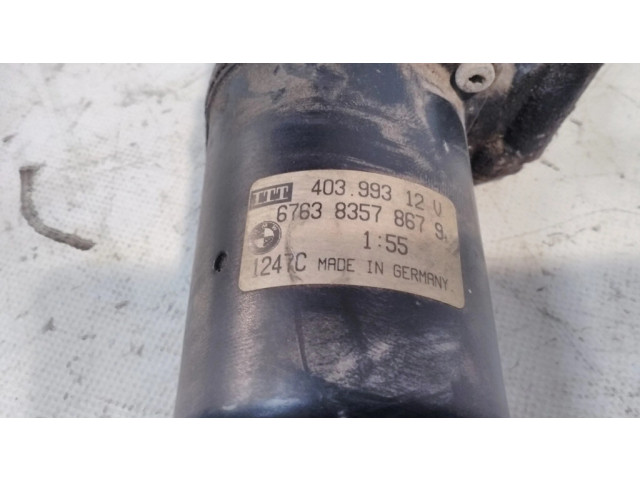 ITT 403.993 12 V
6763 8357 867 9
1:55
1247C MADE IN GERMANY